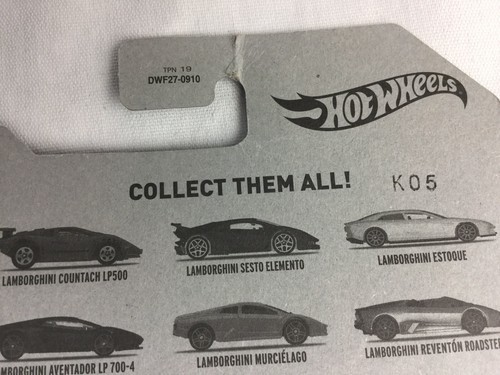 TPN 19
DWF27-0910
HOT WHEELS
COLLECT THEM ALL! K05
LAMBORGHINI COUNTACH LP500
LAMBORGHINI SESTO ELEMENTO
LAMBORGHINI ESTOQUE
LAMBORGHINI AVENTADOR LP 700-4
LAMBORGHINI MURCIÉLAGO
LAMBORGHINI REVENTÓN ROADSTER